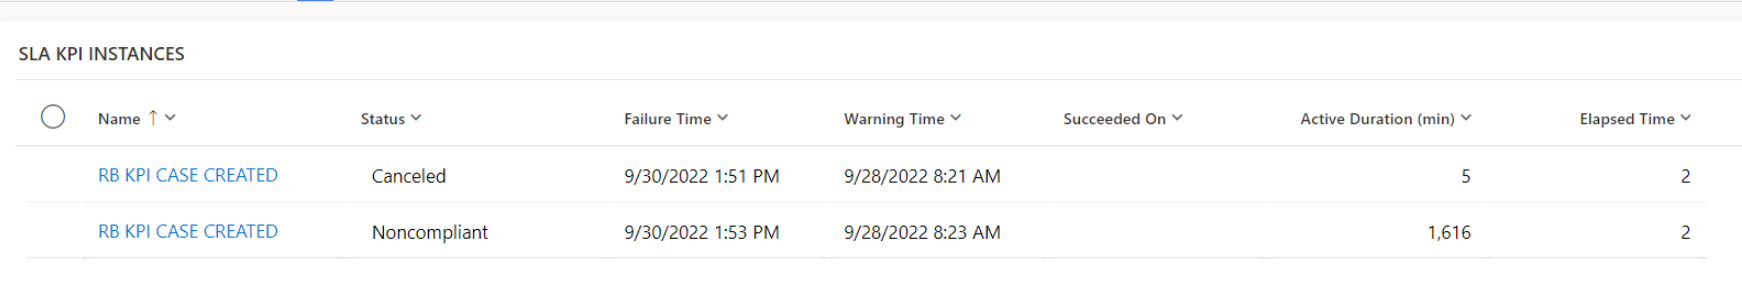 SLA KPI INSTANCES
Name ↑ Status Failure Time Warning Time Succeeded On Active Duration (min) Elapsed Time
RB KPI CASE CREATED Canceled 9/30/2022 1:51 PM 9/28/2022 8:21 AM 5 2
RB KPI CASE CREATED Noncompliant 9/30/2022 1:53 PM 9/28/2022 8:23 AM 1,616 2